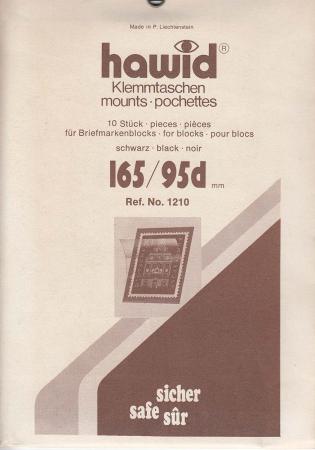 Made in P. Liechtenstein
hawid®
Klemmtaschen
mounts · pochettes
10 Stück · pieces · pièces
für Briefmarkenblocks · for blocks · pour blocs
schwarz · black · noir
165/95d mm
Ref. No. 1210
sicher
safe
sûr